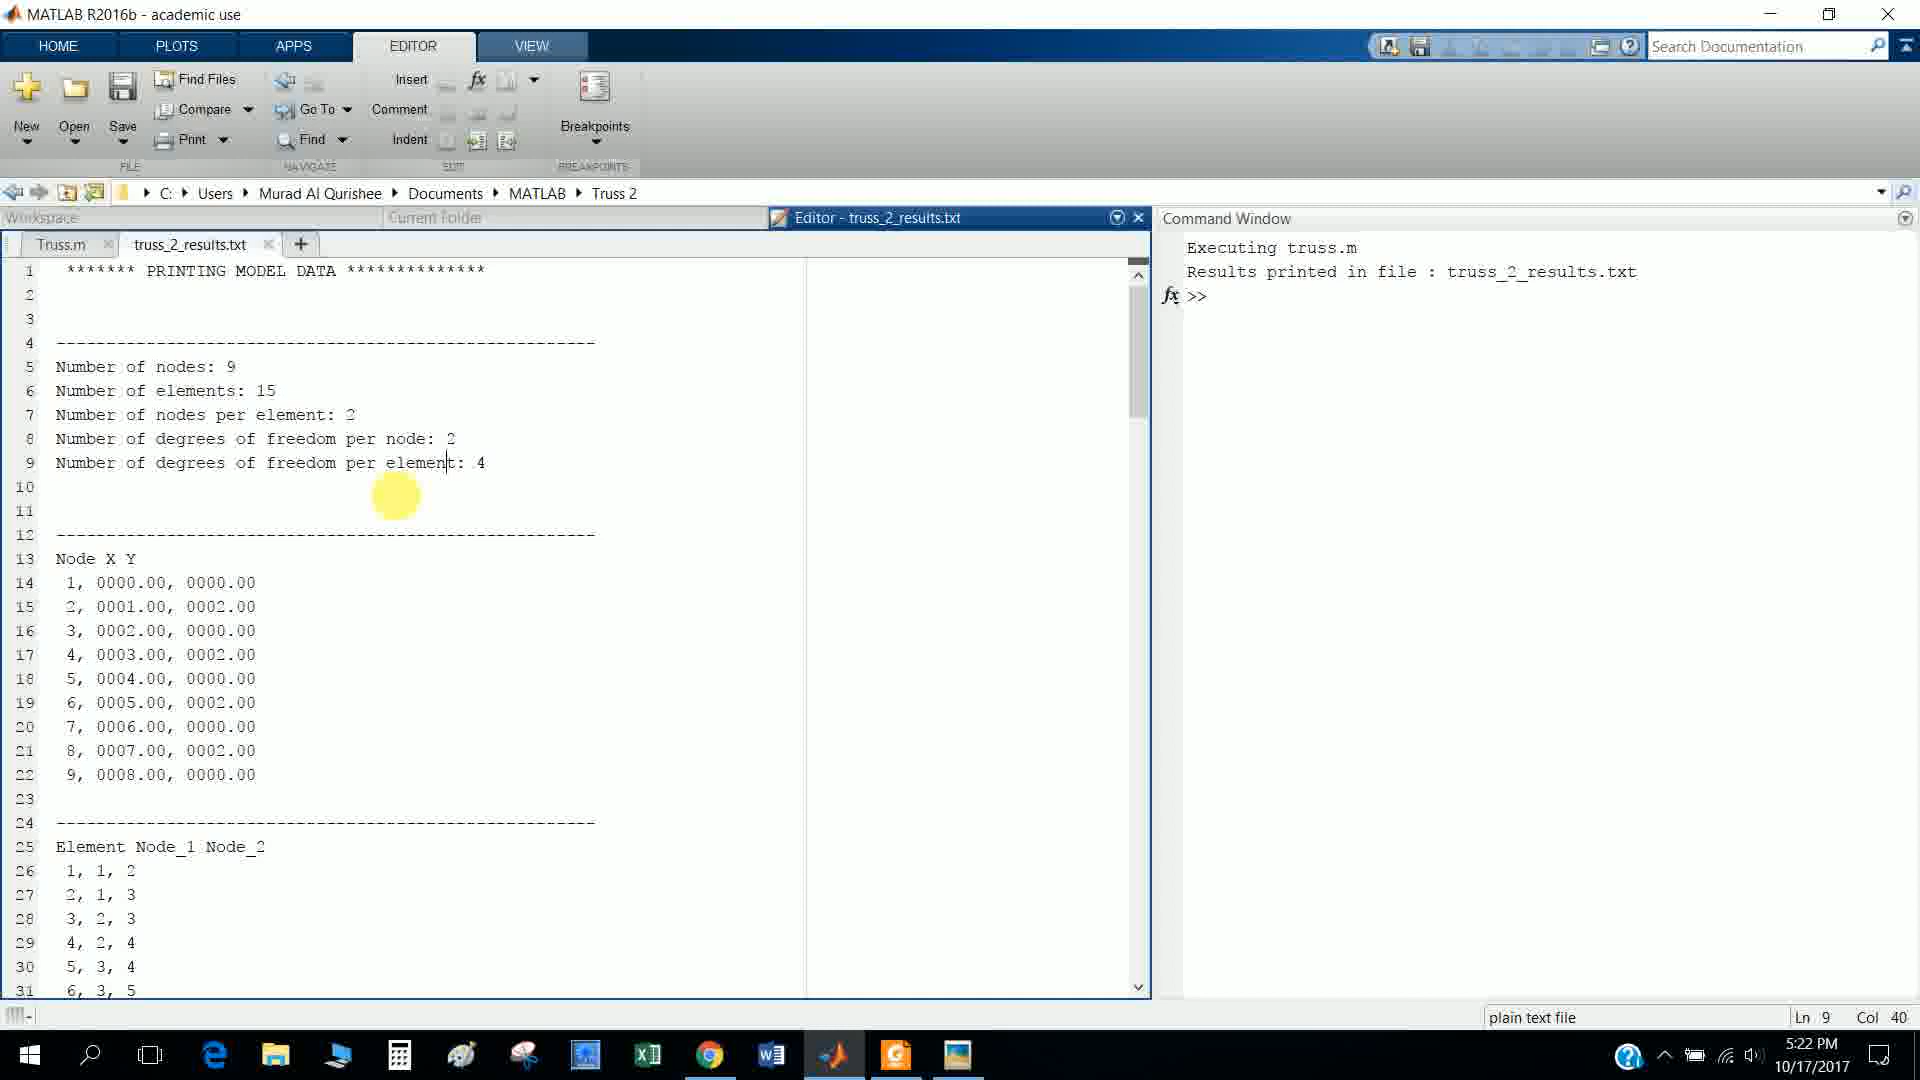 MATLAB R2016b - academic use
HOME PLOTS APPS EDITOR VIEW
Search Documentation
New Open Save
Find Files
Compare
Print
Go To
Find
Insert
Comment
Indent
Breakpoints
FILE NAVIGATE EDIT BREAKPOINTS
C: Users Murad Al Qurishee Documents MATLAB Truss 2
Workspace
Current Folder
Editor - truss_2_results.txt
Truss.m truss_2_results.txt
1 ******* PRINTING MODEL DATA **************
2
3
4 ------------------------------------------------------
5 Number of nodes: 9
6 Number of elements: 15
7 Number of nodes per element: 2
8 Number of degrees of freedom per node: 2
9 Number of degrees of freedom per element: 4
10
11
12 ------------------------------------------------------
13 Node X Y
14 1, 0000.00, 0000.00
15 2, 0001.00, 0002.00
16 3, 0002.00, 0000.00
17 4, 0003.00, 0002.00
18 5, 0004.00, 0000.00
19 6, 0005.00, 0002.00
20 7, 0006.00, 0000.00
21 8, 0007.00, 0002.00
22 9, 0008.00, 0000.00
23
24 ------------------------------------------------------
25 Element Node_1 Node_2
26 1, 1, 2
27 2, 1, 3
28 3, 2, 3
29 4, 2, 4
30 5, 3, 4
31 6, 3, 5
Command Window
Executing truss.m
Results printed in file : truss_2_results.txt
fx >>
plain text file
Ln 9 Col 40
5:22 PM
10/17/2017